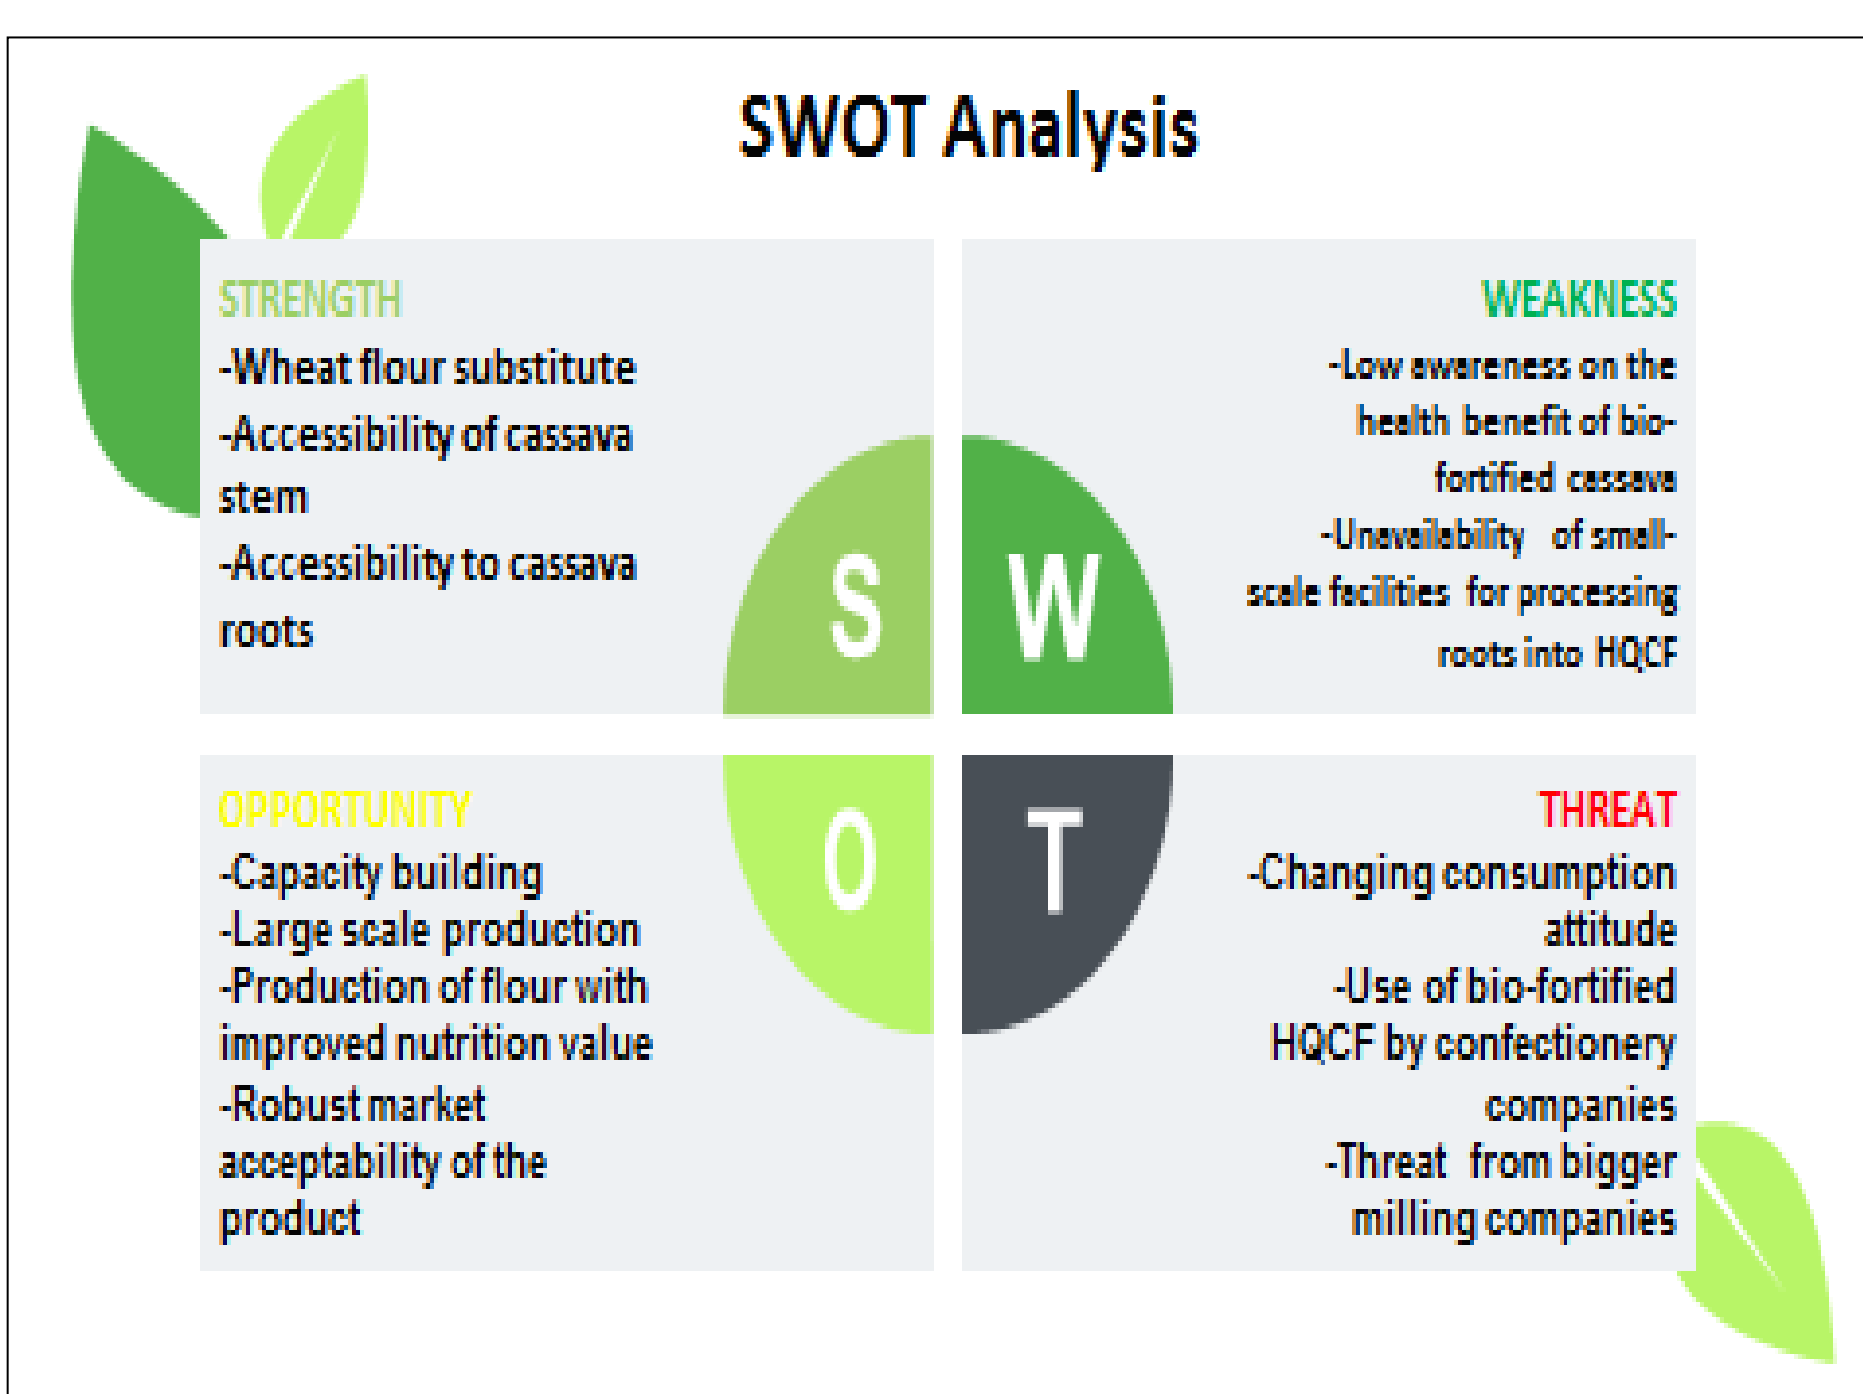 SWOT Analysis
STRENGTH
-Wheat flour substitute
-Accessibility of cassava
stem
-Accessibility to cassava
roots
S
WEAKNESS
-Low awareness on the
health benefit of bio-
fortified cassava
-Unavailability of small-
scale facilities for processing
roots into HQCF
W
OPPORTUNITY
-Capacity building
-Large scale production
-Production of flour with
improved nutrition value
-Robust market
acceptability of the
product
O
THREAT
-Changing consumption
attitude
-Use of bio-fortified
HQCF by confectionery
companies
-Threat from bigger
milling companies
T